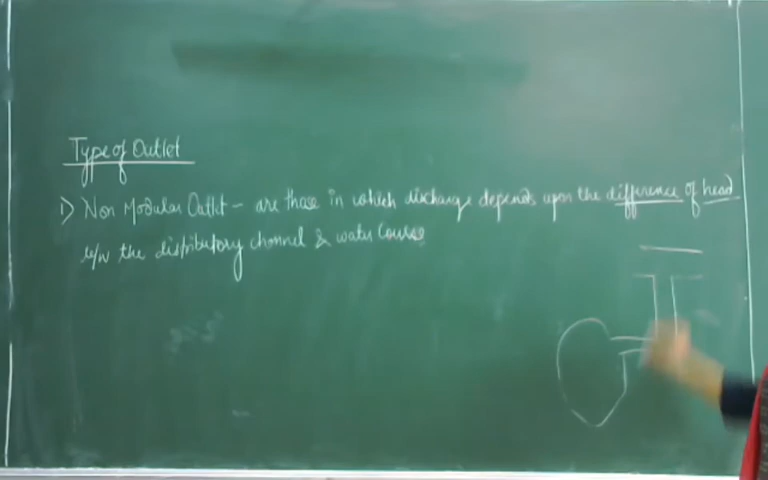 Type of Outlet
1) Non Modular Outlet - are those in which discharge depends upon the difference of head
b/w the distributory channel & water Course